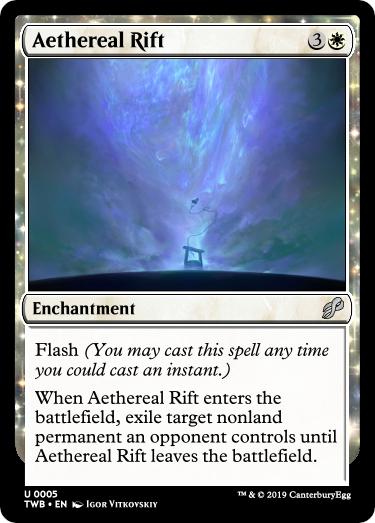 Aethereal Rift 3
Enchantment
Flash (You may cast this spell any time
you could cast an instant.)
When Aethereal Rift enters the
battlefield, exile target nonland
permanent an opponent controls until
Aethereal Rift leaves the battlefield.
U 0005
TWB • EN Igor Vitkovskiy
™ & © 2019 CanterburyEgg